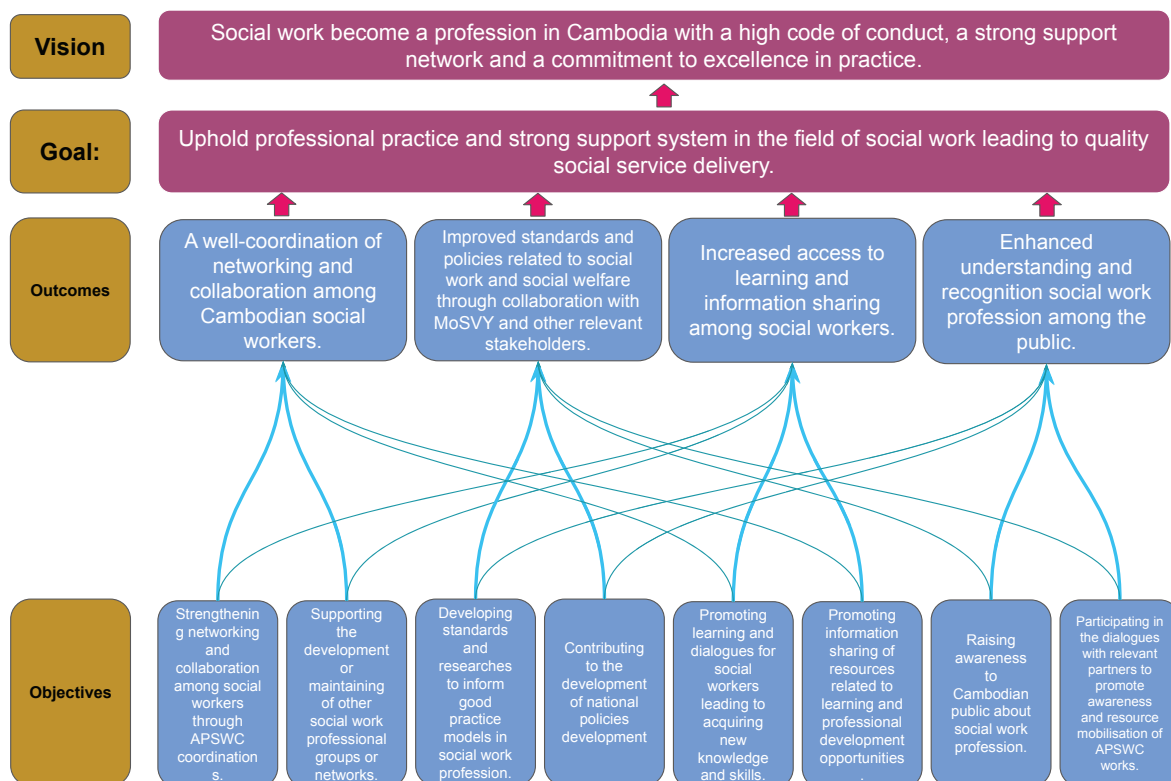 Vision
Social work become a profession in Cambodia with a high code of conduct, a strong support
network and a commitment to excellence in practice.
Goal:
Uphold professional practice and strong support system in the field of social work leading to quality
social service delivery.
Outcomes
A well-coordination of
networking and
collaboration among
Cambodian social
workers.
Improved standards and
policies related to social
work and social welfare
through collaboration with
MoSVY and other relevant
stakeholders.
Increased access to
learning and
information sharing
among social workers.
Enhanced
understanding and
recognition social work
profession among the
public.
Objectives
Strengthenin
g networking
and
collaboration
among social
workers
through
APSWC
coordination
s.
Supporting
the
development
or
maintaining
of other
social work
professional
groups or
networks.
Developing
standards
and
researches
to inform
good
practice
models in
social work
profession.
Contributing
to the
development
of national
policies
development
Promoting
learning and
dialogues for
social
workers
leading to
acquiring
new
knowledge
and skills.
Promoting
information
sharing of
resources
related to
learning and
professional
development
opportunities
.
Raising
awareness
to
Cambodian
public about
social work
profession.
Participating in
the dialogues
with relevant
partners to
promote
awareness
and resource
mobilisation of
APSWC
works.